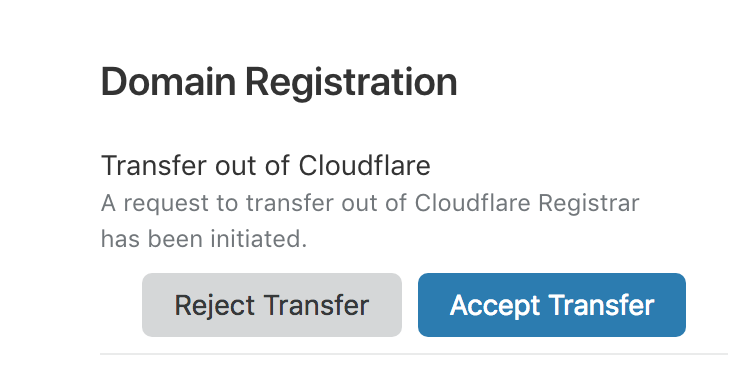 Domain Registration
Transfer out of Cloudflare
A request to transfer out of Cloudflare Registrar
has been initiated.
Reject Transfer
Accept Transfer